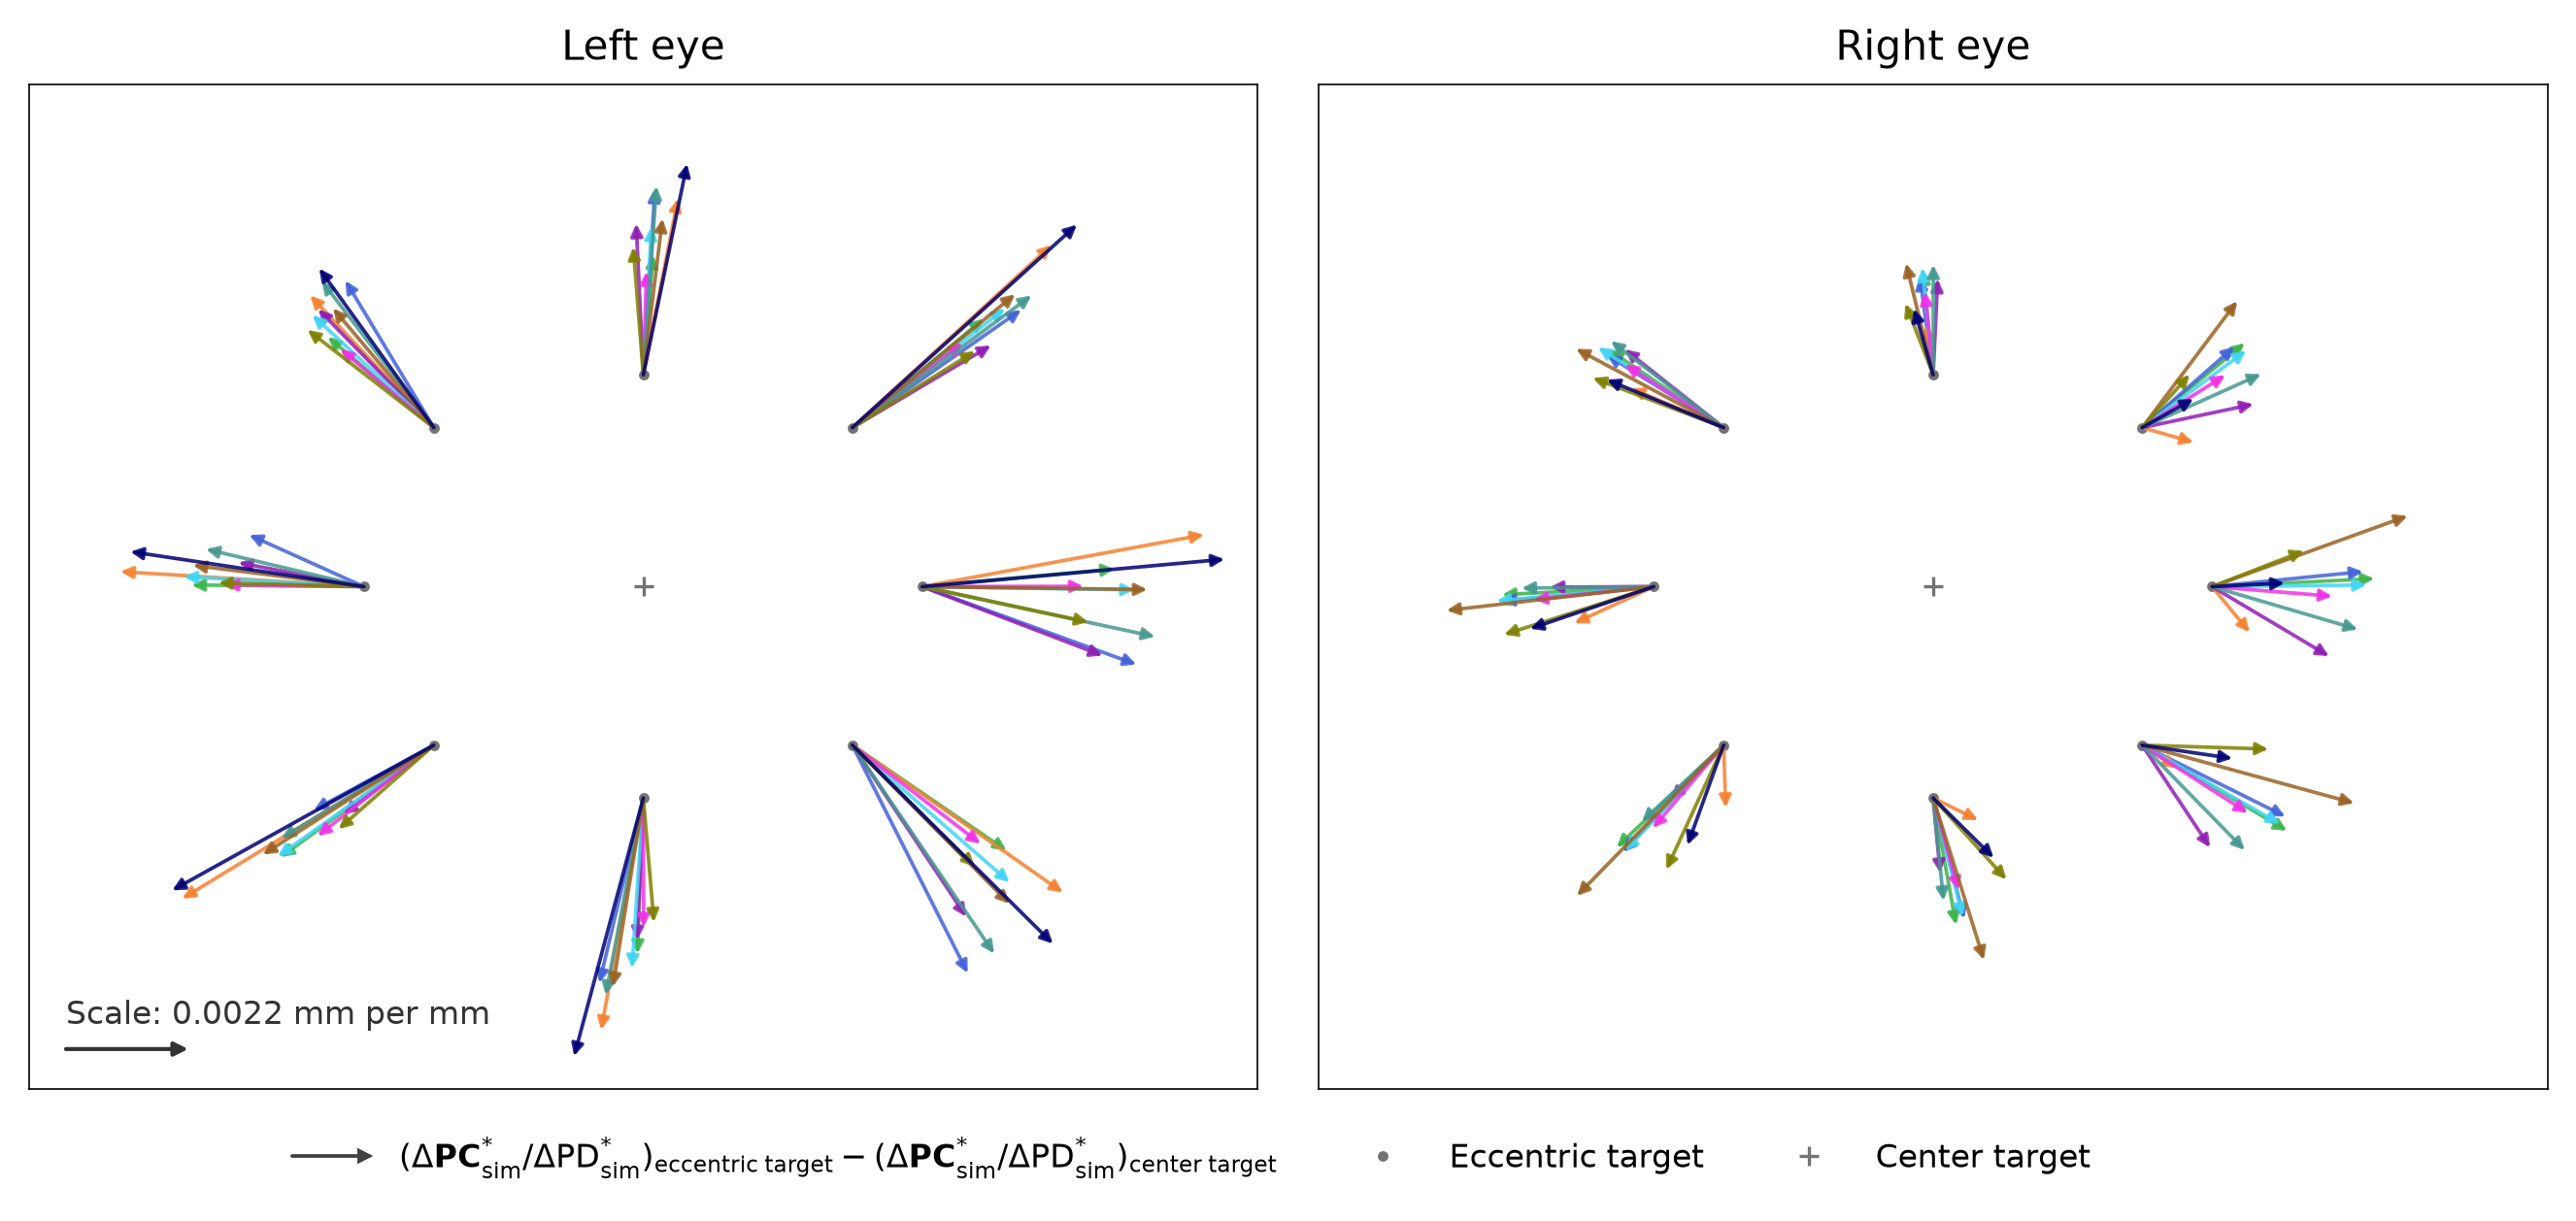 Left eye
Right eye
Scale: 0.0022 mm per mm
(ΔPC*sim/ΔPD*sim)eccentric target − (ΔPC*sim/ΔPD*sim)center target
Eccentric target
Center target